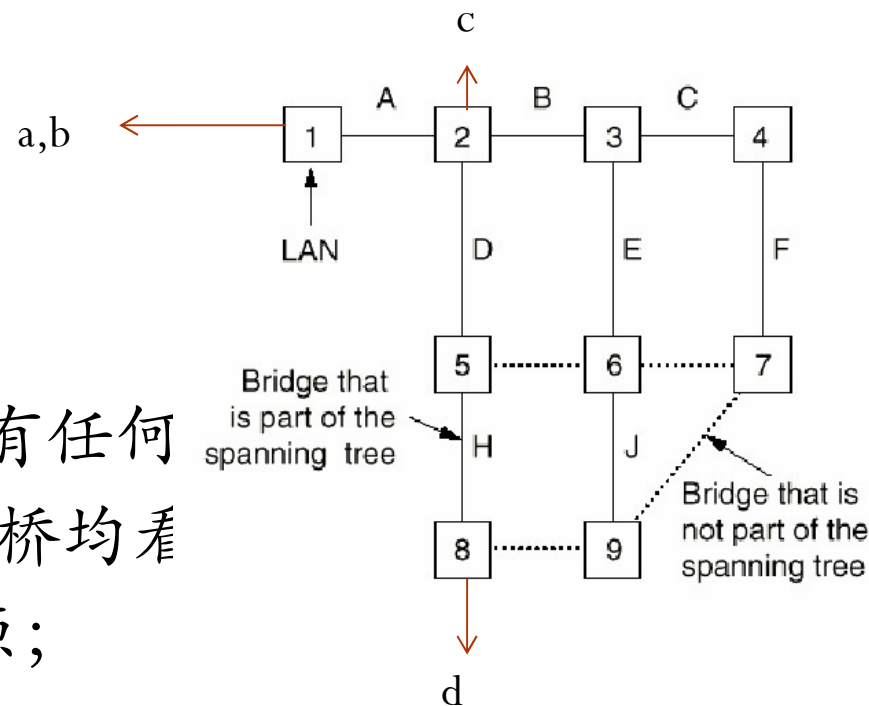 c
a,b
A B C
1 2 3 4
LAN
D E F
5 6 7
Bridge that
is part of the
spanning tree
H J
有任何
桥均看
Bridge that is
not part of the
spanning tree
8 9
;
d